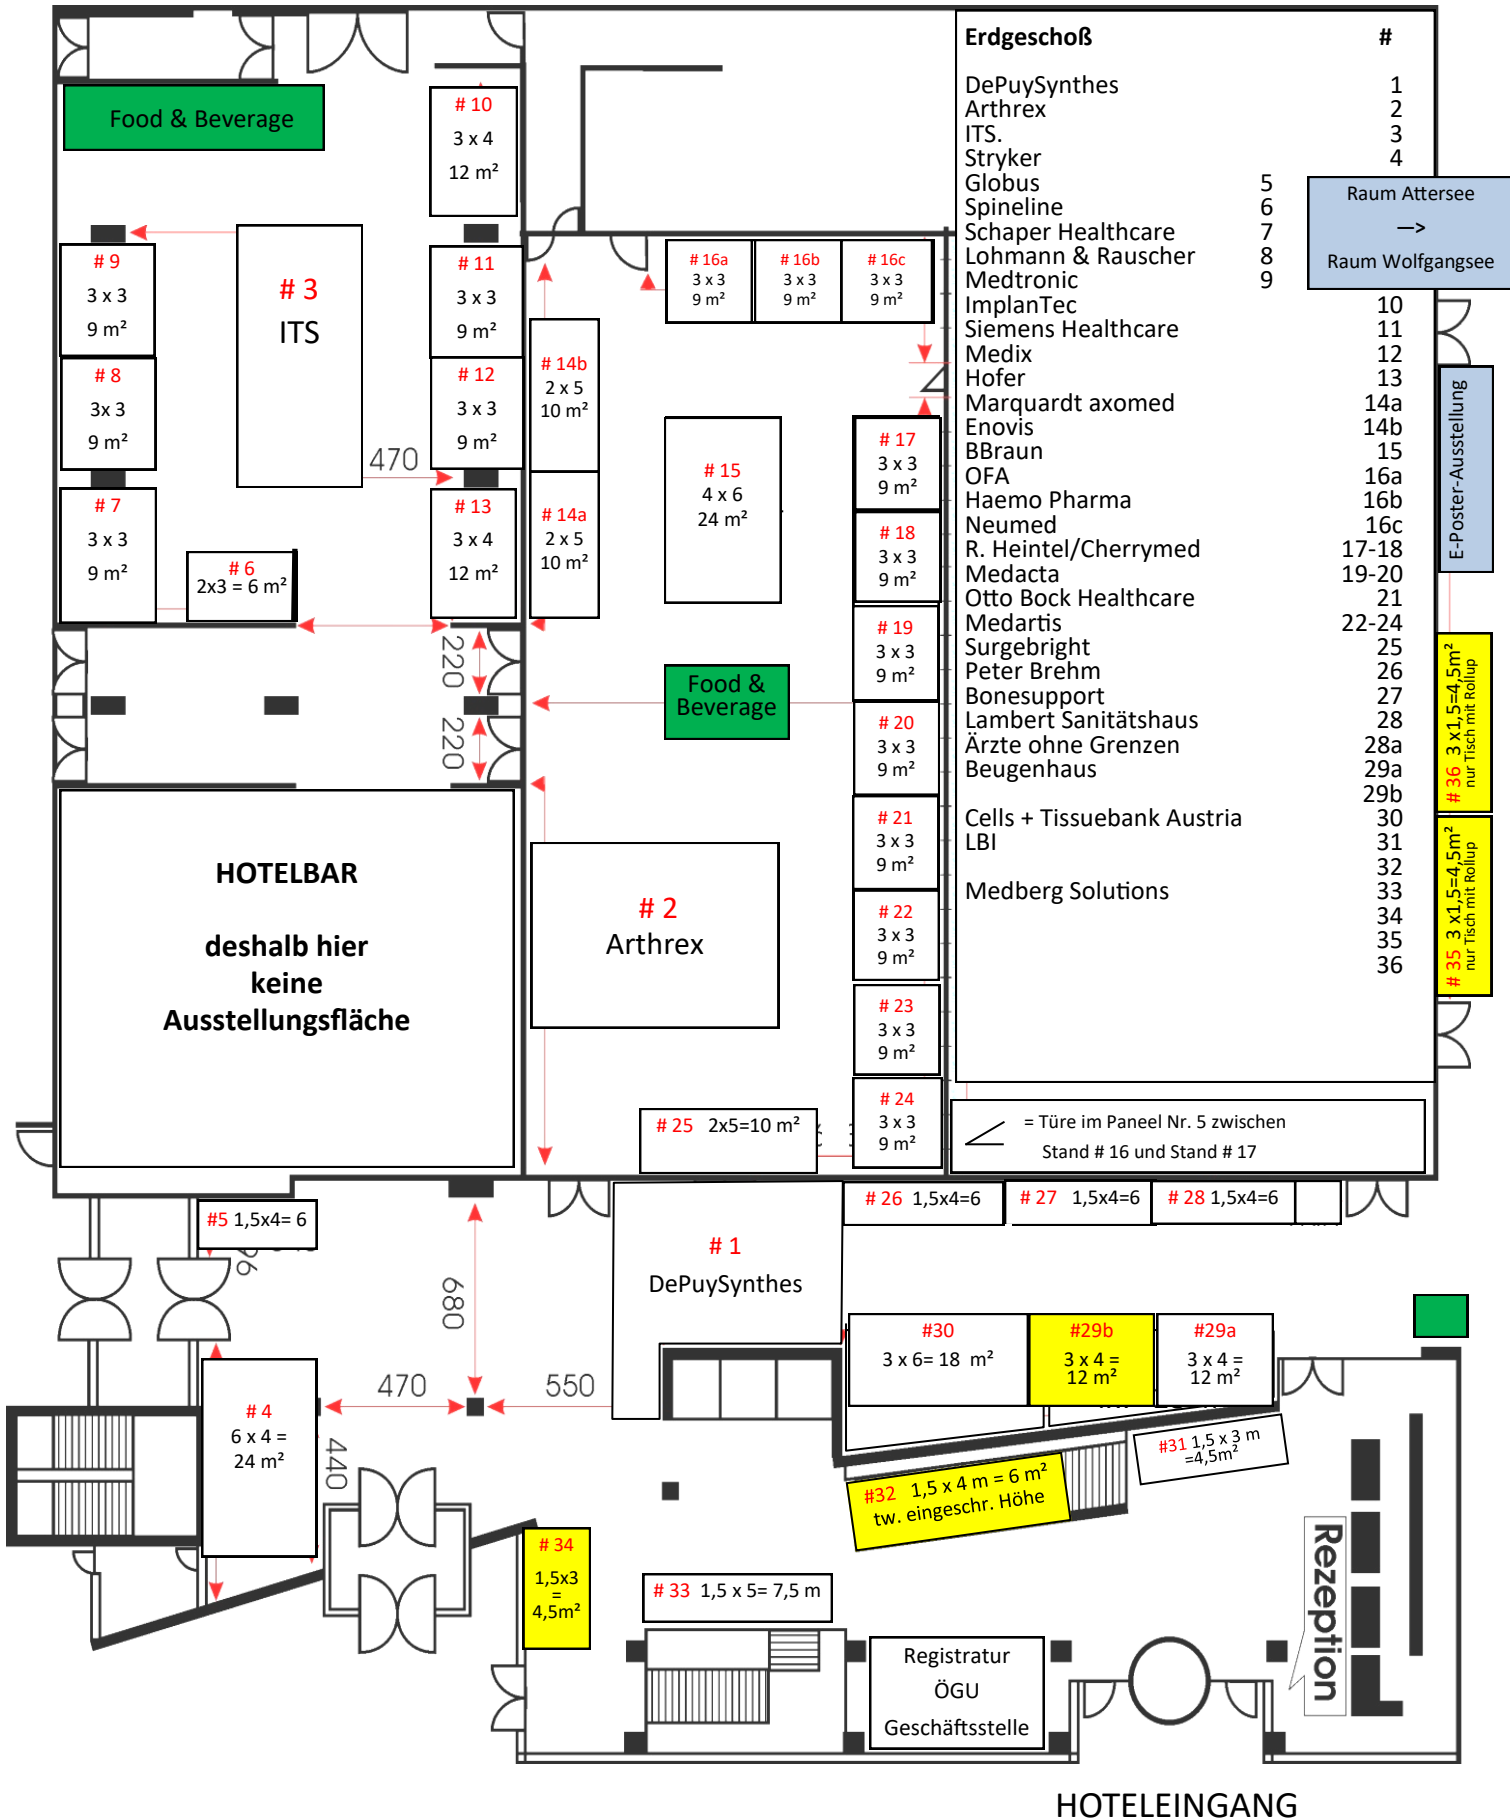 Erdgeschoß #
DePuySynthes 1
Arthrex 2
ITS. 3
Stryker 4
Globus 5
Spineline 6
Schaper Healthcare 7
Lohmann & Rauscher 8
Medtronic 9
ImplanTec 10
Siemens Healthcare 11
Medix 12
Hofer 13
Marquardt axomed 14a
Enovis 14b
BBraun 15
OFA 16a
Haemo Pharma 16b
Neumed 16c
R. Heintel/Cherrymed 17-18
Medacta 19-20
Otto Bock Healthcare 21
Medartis 22-24
Surgebright 25
Peter Brehm 26
Bonesupport 27
Lambert Sanitätshaus 28
Ärzte ohne Grenzen 28a
Beugenhaus 29a
29b
Cells + Tissuebank Austria 30
LBI 31
32
Medberg Solutions 33
34
35
36
Raum Attersee
—>
Raum Wolfgangsee
E-Poster-Ausstellung
# 36 3 x1,5=4,5m²
nur Tisch mit Rollup
# 35 3 x1,5=4,5m²
nur Tisch mit Rollup
= Türe im Paneel Nr. 5 zwischen
Stand # 16 und Stand # 17
Food & Beverage
# 10
3 x 4
12 m²
# 9
3 x 3
9 m²
# 3
ITS
# 11
3 x 3
9 m²
# 8
3x 3
9 m²
# 12
3 x 3
9 m²
470
# 7
3 x 3
9 m²
# 6
2x3 = 6 m²
# 13
3 x 4
12 m²
220
220
# 16a
3 x 3
9 m²
# 16b
3 x 3
9 m²
# 16c
3 x 3
9 m²
# 14b
2 x 5
10 m²
# 14a
2 x 5
10 m²
# 15
4 x 6
24 m²
# 17
3 x 3
9 m²
# 18
3 x 3
9 m²
# 19
3 x 3
9 m²
Food &
Beverage
# 20
3 x 3
9 m²
# 21
3 x 3
9 m²
# 2
Arthrex
# 22
3 x 3
9 m²
# 23
3 x 3
9 m²
# 24
3 x 3
9 m²
# 25 2x5=10 m²
HOTELBAR
deshalb hier
keine
Ausstellungsfläche
#5 1,5x4= 6
680
# 1
DePuySynthes
# 26 1,5x4=6
# 27 1,5x4=6
# 28 1,5x4=6
#30
3 x 6= 18 m²
#29b
3 x 4 =
12 m²
#29a
3 x 4 =
12 m²
# 4
6 x 4 =
24 m²
470
550
440
#31 1,5 x 3 m
=4,5m²
#32 1,5 x 4 m = 6 m²
tw. eingeschr. Höhe
# 34
1,5x3
=
4,5m²
# 33 1,5 x 5= 7,5 m
Registratur
ÖGU
Geschäftsstelle
Rezeption
HOTELEINGANG